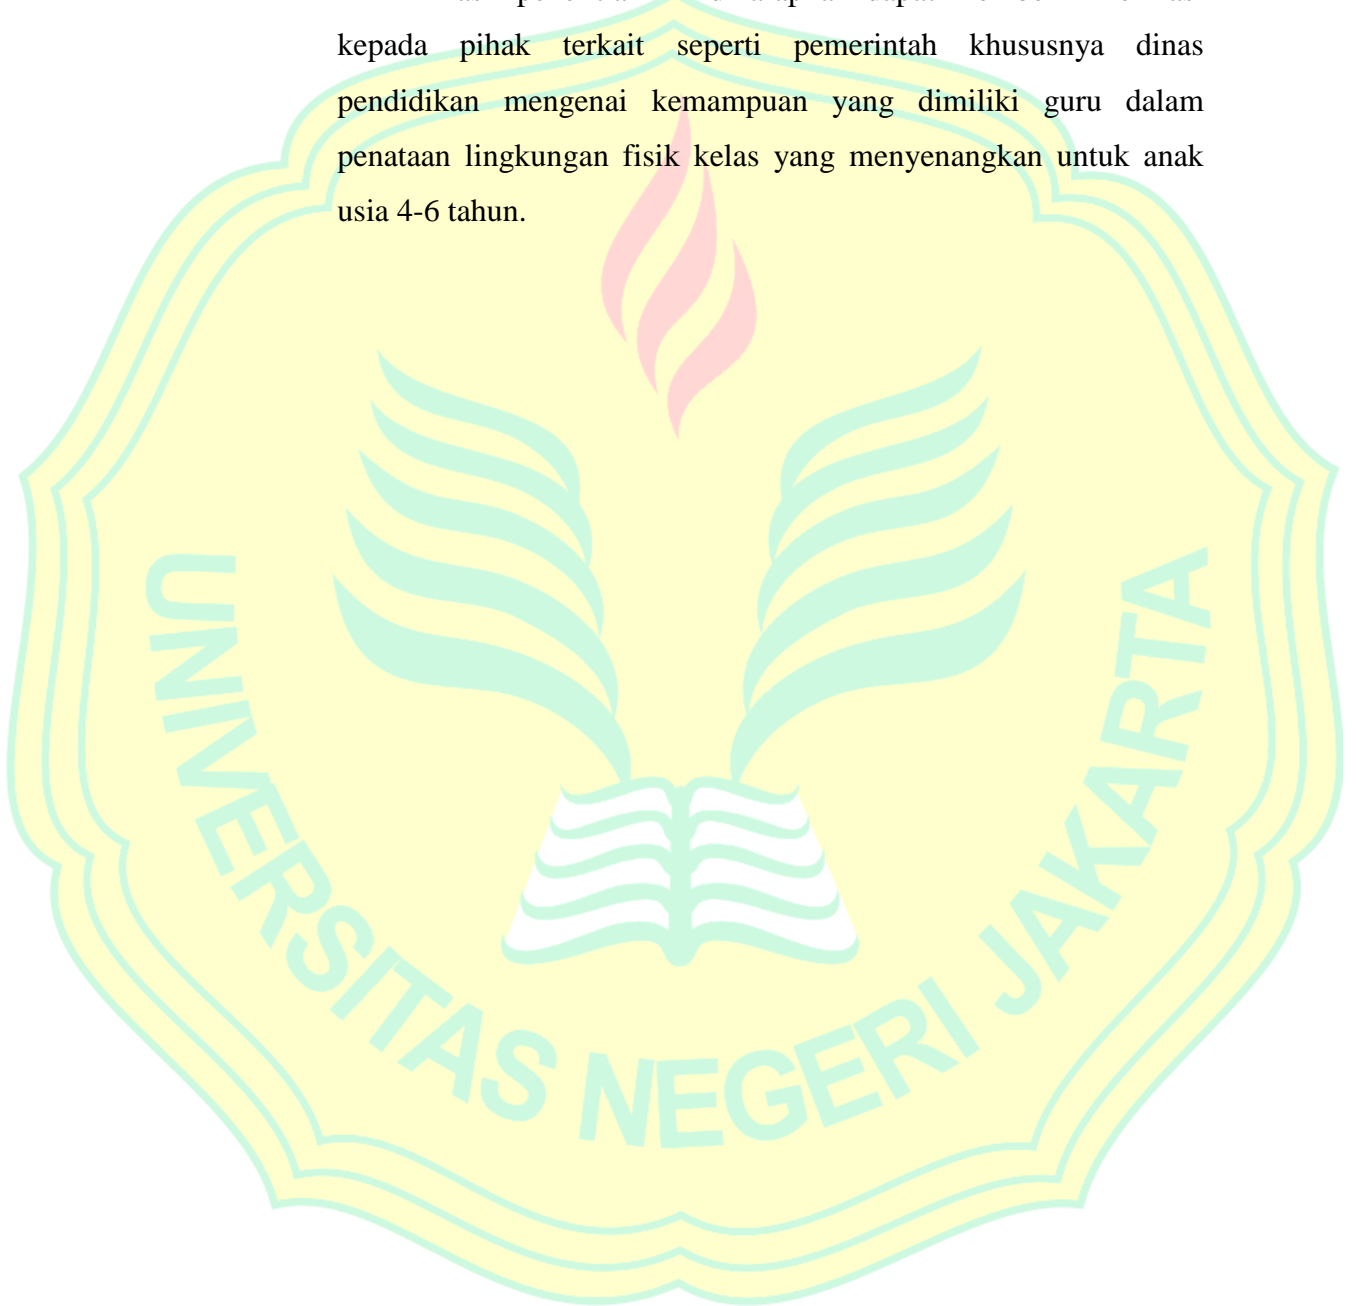 kepada pihak terkait seperti pemerintah khususnya dinas
pendidikan mengenai kemampuan yang dimiliki guru dalam
penataan lingkungan fisik kelas yang menyenangkan untuk anak
usia 4-6 tahun.
UNIVERSITAS NEGERI JAKARTA